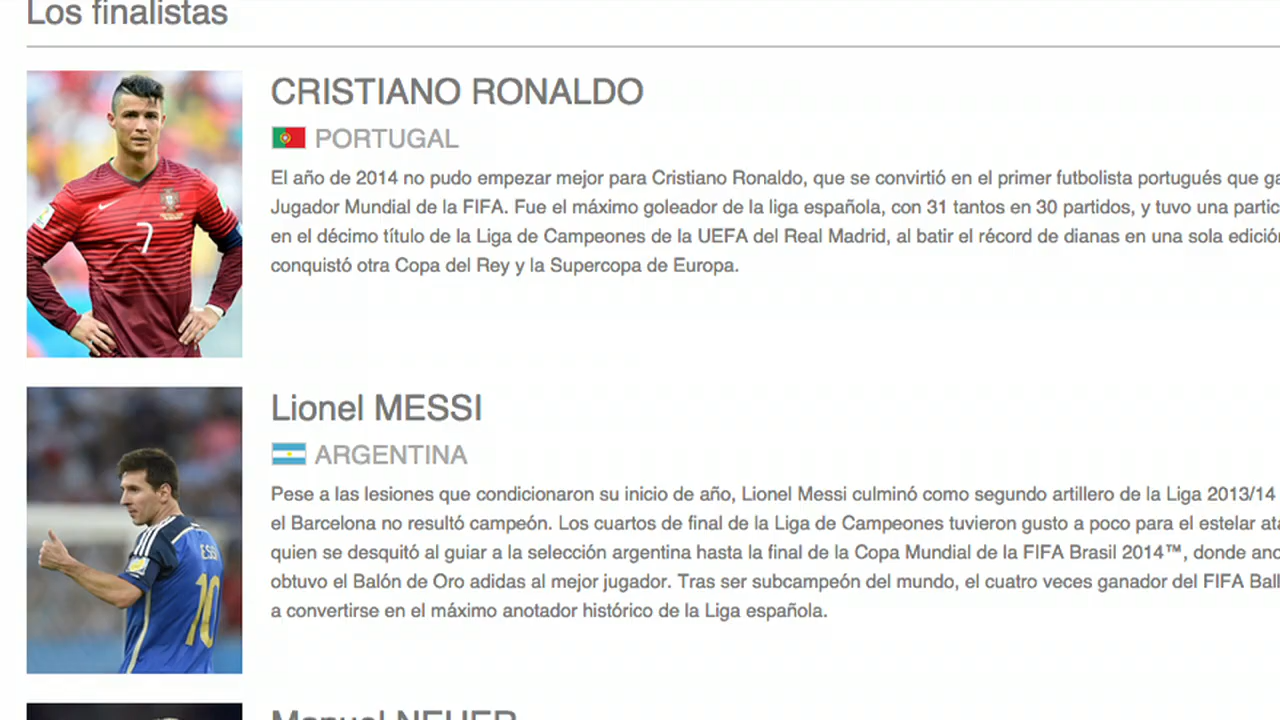 Los finalistas
CRISTIANO RONALDO
PORTUGAL
El año de 2014 no pudo empezar mejor para Cristiano Ronaldo, que se convirtió en el primer futbolista portugués que
Jugador Mundial de la FIFA. Fue el máximo goleador de la liga española, con 31 tantos en 30 partidos, y tuvo una
en el décimo título de la Liga de Campeones de la UEFA del Real Madrid, al batir el récord de dianas en una sola
conquistó otra Copa del Rey y la Supercopa de Europa.
7
Lionel MESSI
ARGENTINA
Pese a las lesiones que condicionaron su inicio de año, Lionel Messi culminó como segundo artillero de la Liga 2013/14
el Barcelona no resultó campeón. Los cuartos de final de la Liga de Campeones tuvieron gusto a poco para el estelar
quien se desquitó al guiar a la selección argentina hasta la final de la Copa Mundial de la FIFA Brasil 2014™, donde
obtuvo el Balón de Oro adidas al mejor jugador. Tras ser subcampeón del mundo, el cuatro veces ganador del FIFA
a convertirse en el máximo anotador histórico de la Liga española.
10
Manuel NEUER